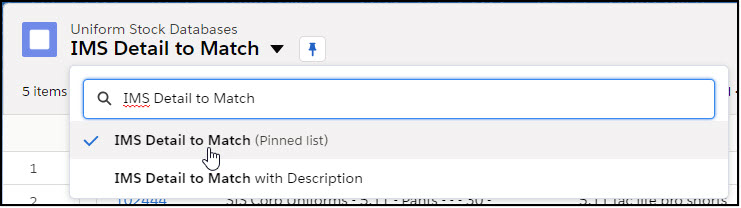 Uniform Stock Databases
IMS Detail to Match
5 items
IMS Detail to Match
IMS Detail to Match (Pinned list)
1
IMS Detail to Match with Description
2